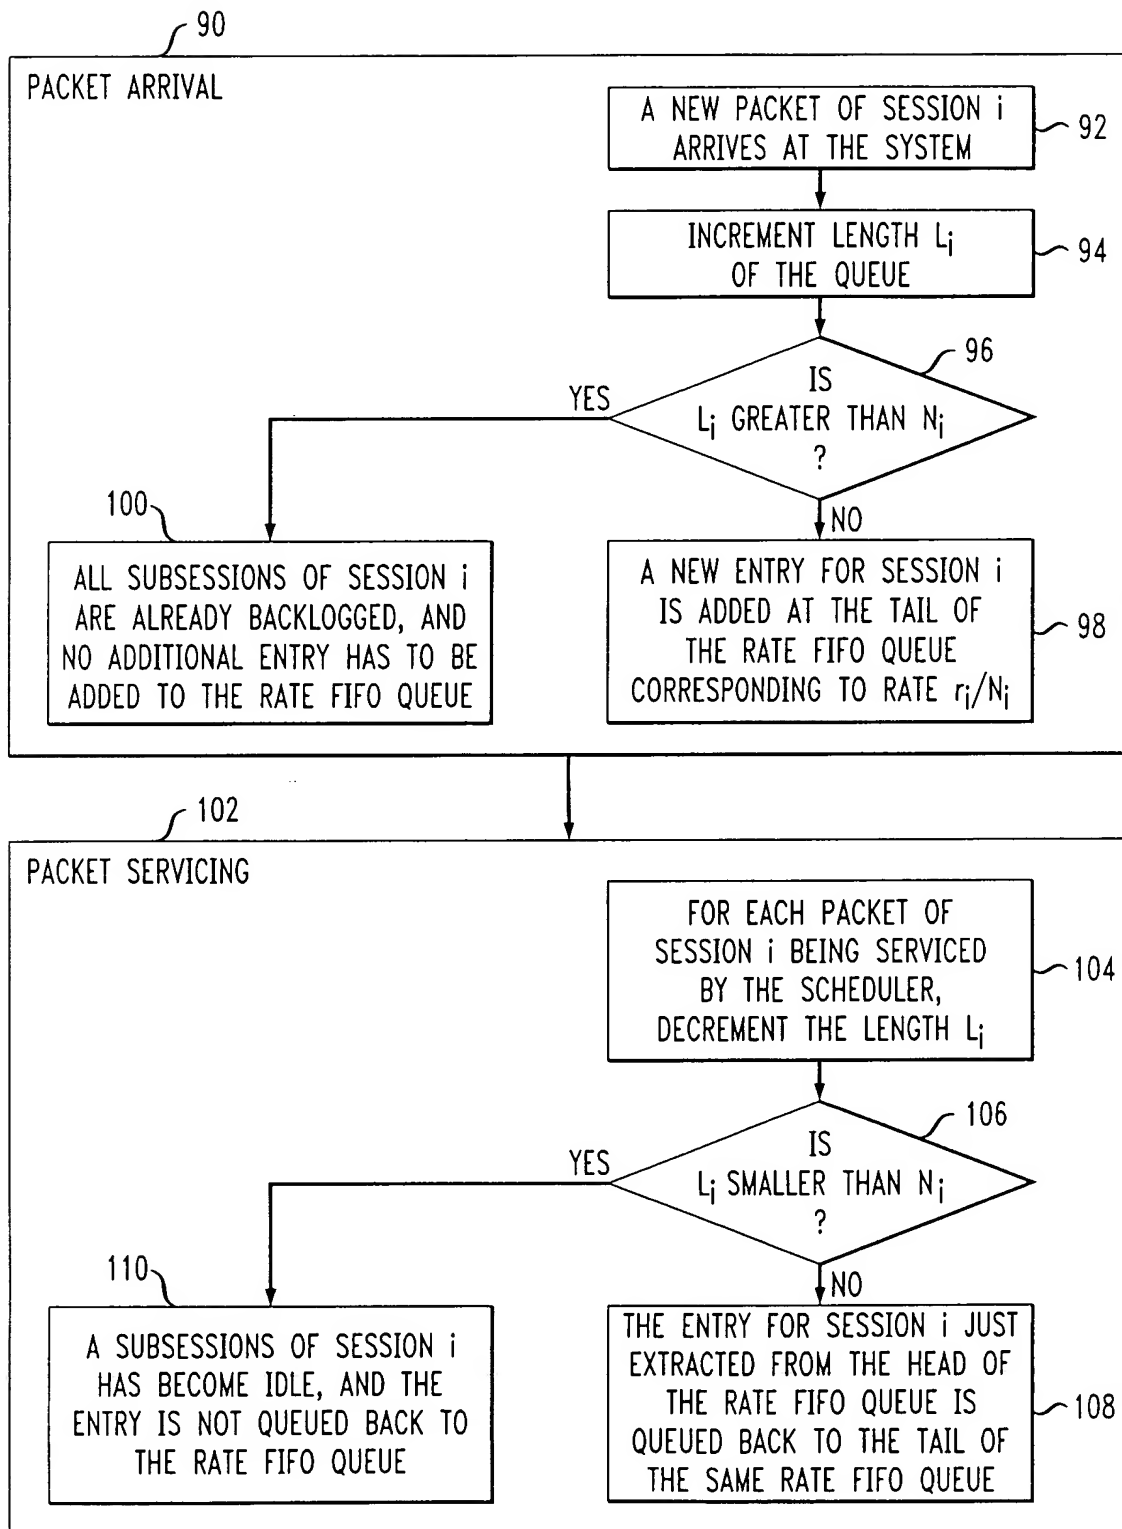 90
PACKET ARRIVAL
A NEW PACKET OF SESSION i
ARRIVES AT THE SYSTEM
92
INCREMENT LENGTH Li
OF THE QUEUE
94
96
IS
Li GREATER THAN Ni
?
YES
NO
100
ALL SUBSESSIONS OF SESSION i
ARE ALREADY BACKLOGGED, AND
NO ADDITIONAL ENTRY HAS TO BE
ADDED TO THE RATE FIFO QUEUE
A NEW ENTRY FOR SESSION i
IS ADDED AT THE TAIL OF
THE RATE FIFO QUEUE
CORRESPONDING TO RATE ri/Ni
98
102
PACKET SERVICING
FOR EACH PACKET OF
SESSION i BEING SERVICED
BY THE SCHEDULER,
DECREMENT THE LENGTH Li
104
106
IS
Li SMALLER THAN Ni
?
YES
NO
110
A SUBSESSIONS OF SESSION i
HAS BECOME IDLE, AND THE
ENTRY IS NOT QUEUED BACK TO
THE RATE FIFO QUEUE
THE ENTRY FOR SESSION i JUST
EXTRACTED FROM THE HEAD OF
THE RATE FIFO QUEUE IS
QUEUED BACK TO THE TAIL OF
THE SAME RATE FIFO QUEUE
108